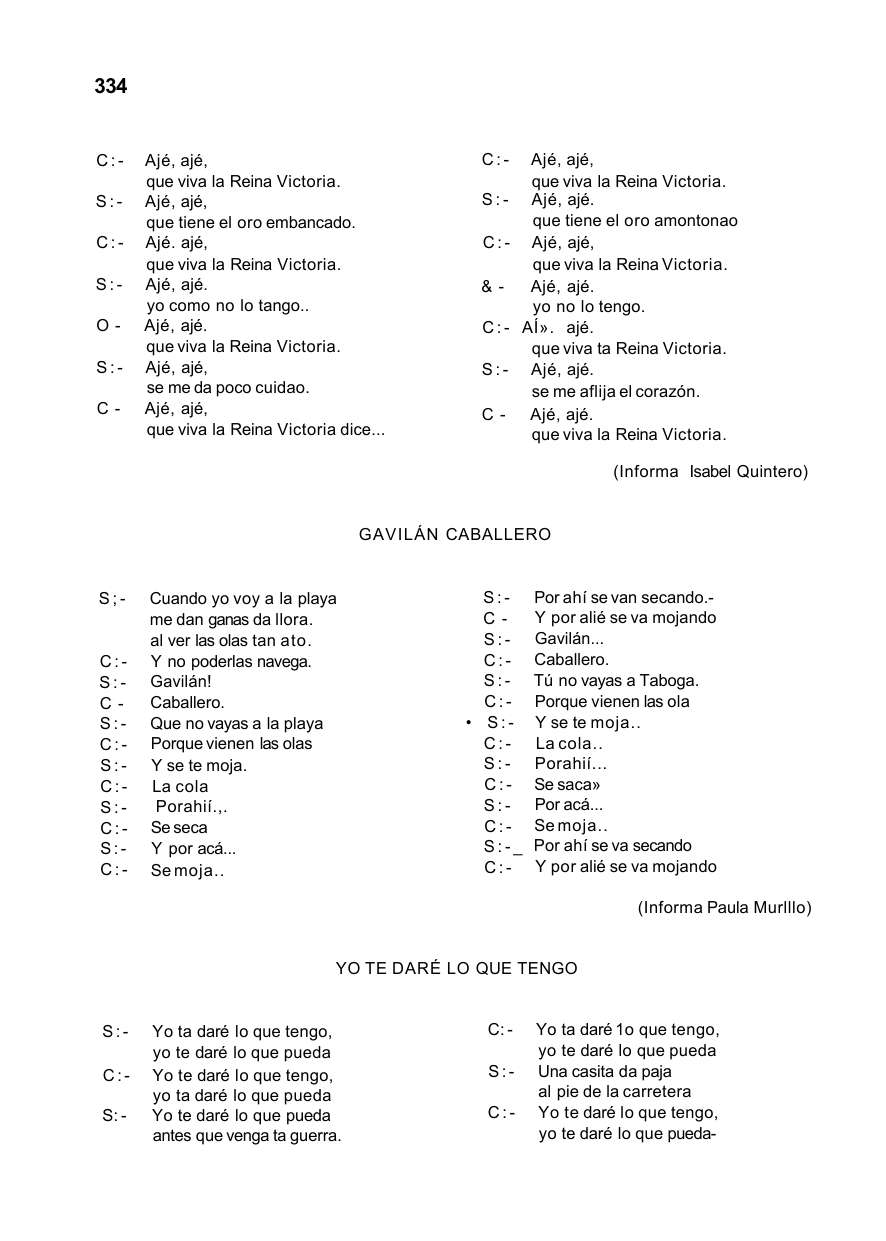 334
C:- Ajé, ajé,
que viva la Reina Victoria.
S:- Ajé, ajé,
que tiene el oro embancado.
C:- Ajé. ajé,
que viva la Reina Victoria.
S:- Ajé, ajé.
yo como no lo tango..
O - Ajé, ajé.
que viva la Reina Victoria.
S:- Ajé, ajé,
se me da poco cuidao.
C - Ajé, ajé,
que viva la Reina Victoria dice...
C:- Ajé, ajé,
que viva la Reina Victoria.
S:- Ajé, ajé.
que tiene el oro amontonao
C:- Ajé, ajé,
que viva la Reina Victoria.
& - Ajé, ajé.
yo no lo tengo.
C:- AÍ». ajé.
que viva ta Reina Victoria.
S:- Ajé, ajé.
se me aflija el corazón.
C - Ajé, ajé.
que viva la Reina Victoria.
(Informa Isabel Quintero)
GAVILÁN CABALLERO
S;- Cuando yo voy a la playa
me dan ganas da llora.
al ver las olas tan ato.
C:- Y no poderlas navega.
S:- Gavilán!
C - Caballero.
S:- Que no vayas a la playa
C:- Porque vienen las olas
S:- Y se te moja.
C:- La cola
S:- Porahií.,.
C:- Se seca
S:- Y por acá...
C:- Se moja..
S:- Por ahí se van secando.-
C - Y por alié se va mojando
S:- Gavilán...
C:- Caballero.
S:- Tú no vayas a Taboga.
C:- Porque vienen las ola
• S:- Y se te moja..
C:- La cola..
S:- Porahií...
C:- Se saca»
S:- Por acá...
C:- Se moja..
S:-_ Por ahí se va secando
C:- Y por alié se va mojando
(Informa Paula Murlllo)
YO TE DARÉ LO QUE TENGO
S:- Yo ta daré lo que tengo,
yo te daré lo que pueda
C:- Yo te daré lo que tengo,
yo ta daré lo que pueda
S:- Yo te daré lo que pueda
antes que venga ta guerra.
C:- Yo ta daré 1o que tengo,
yo te daré lo que pueda
S:- Una casita da paja
al pie de la carretera
C:- Yo te daré lo que tengo,
yo te daré lo que pueda-